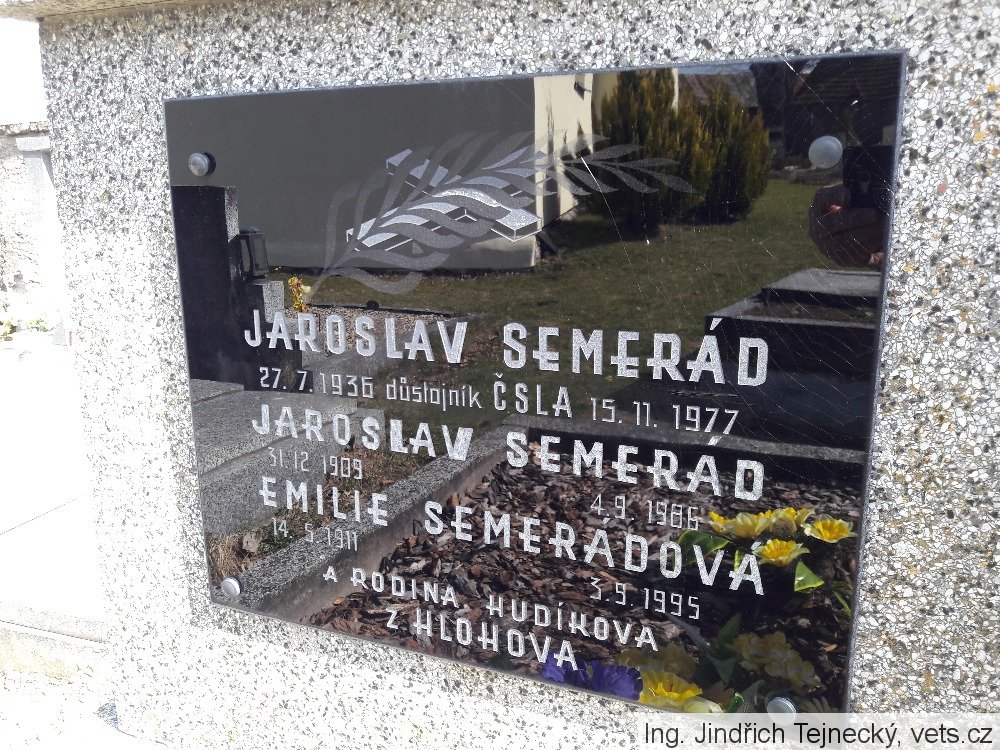 JAROSLAV SEMERÁD
27. 7. 1936 důstojník ČSLA 15. 11. 1977
JAROSLAV SEMERÁD
31. 12 1909 4. 9. 1986
EMILIE SEMERÁDOVÁ
14. 5. 1911 3. 9. 1995
A RODINA HUDÍKOVA
Z HLOHOVA
Ing. Jindřich Tejnecký, vets.cz